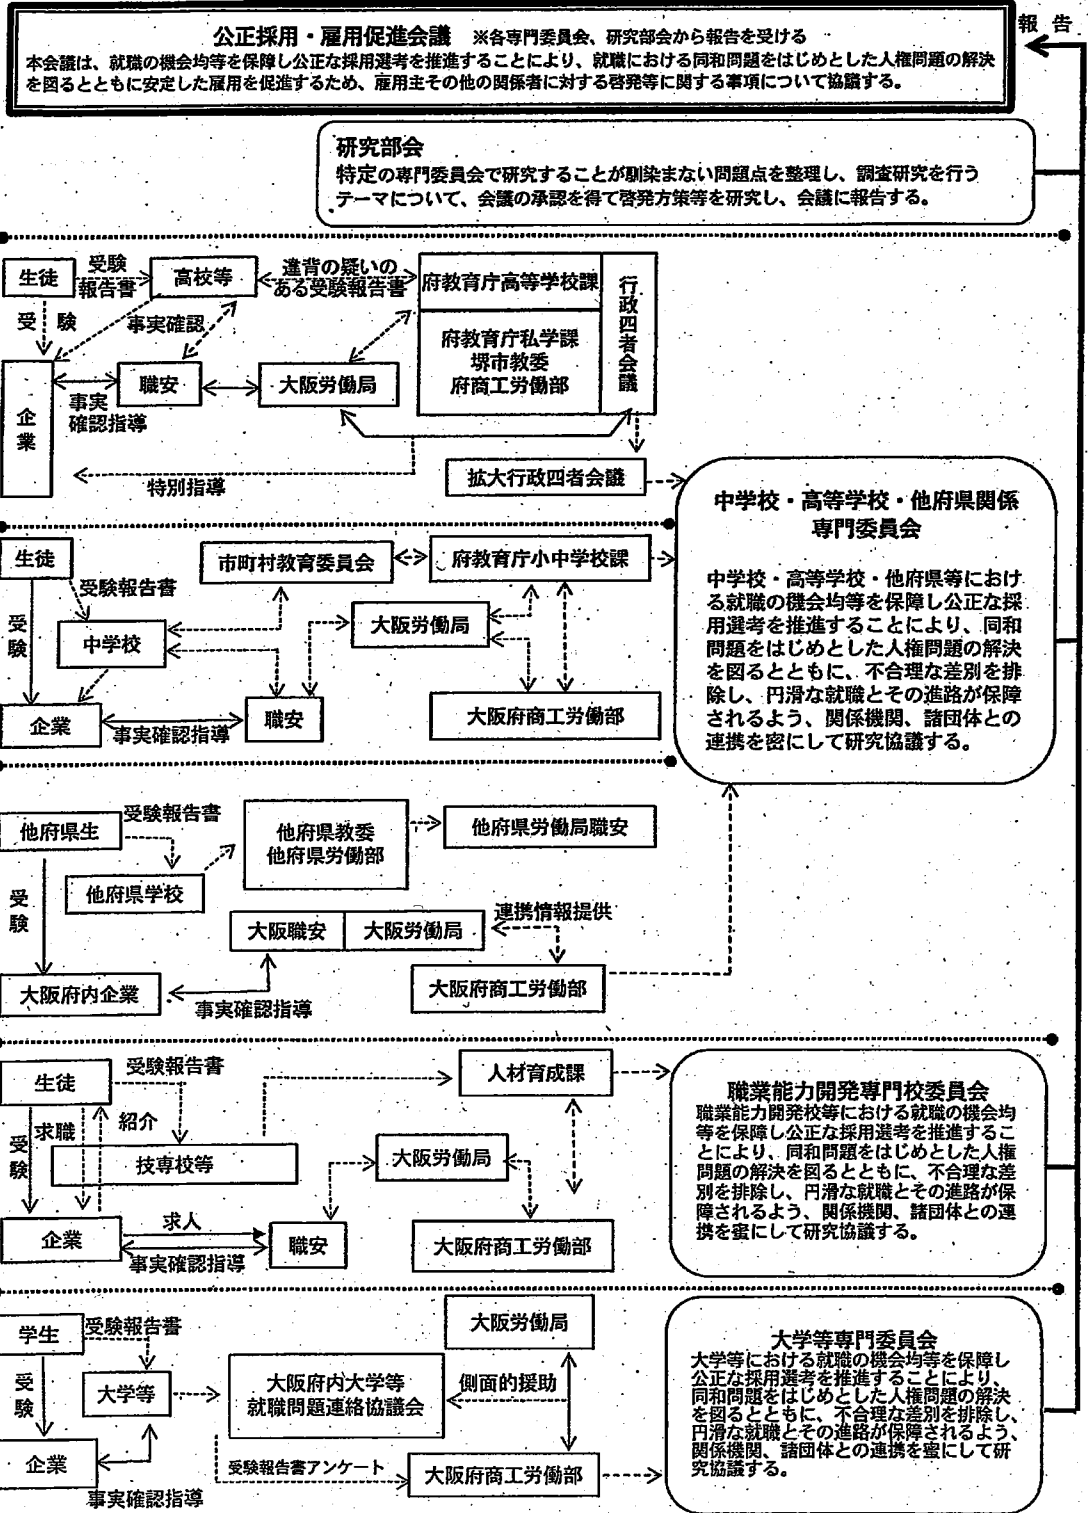 報 告
公正採用・雇用促進会議 ※各専門委員会、研究部会から報告を受ける
本会議は、就職の機会均等を保障し公正な採用選考を推進することにより、就職における同和問題をはじめとした人権問題の解決
を図るとともに安定した雇用を促進するため、雇用主その他の関係者に対する啓発等に関する事項について協議する。
研究部会
特定の専門委員会で研究することが馴染まない問題点を整理し、調査研究を行う
テーマについて、会議の承認を得て啓発方策等を研究し、会議に報告する。
生徒
受験
報告書
高校等
違背の疑いの
ある受験報告書
府教育庁高等学校課
行政四者会議
受 験
事実確認
府教育庁私学課
堺市教委
府商工労働部
企業
職安
大阪労働局
事実
確認指導
特別指導
拡大行政四者会議
中学校・高等学校・他府県関係
専門委員会
中学校・高等学校・他府県等におけ
る就職の機会均等を保障し公正な採
用選考を推進することにより、同和
問題をはじめとした人権問題の解決
を図るとともに、不合理な差別を排
除し、円滑な就職とその進路が保障
されるよう、関係機関、諸団体との
連携を密にして研究協議する。
生徒
受験報告書
市町村教育委員会
府教育庁小中学校課
受験
中学校
大阪労働局
企業
事実確認指導
職安
大阪府商工労働部
他府県生
受験報告書
他府県教委
他府県労働部
他府県労働局職安
受験
他府県学校
大阪職安
大阪労働局
連携情報提供
大阪府内企業
事実確認指導
大阪府商工労働部
生徒
受験報告書
人材育成課
受験
求職
紹介
技専校等
大阪労働局
企業
求人
事実確認指導
職安
大阪府商工労働部
職業能力開発専門校委員会
職業能力開発校等における就職の機会均
等を保障し公正な採用選考を推進するこ
とにより、同和問題をはじめとした人権
問題の解決を図るとともに、不合理な差
別を排除し、円滑な就職とその進路が保
障されるよう、関係機関、諸団体との連
携を蜜にして研究協議する。
学生
受験報告書
大阪労働局
受験
大学等
大阪府内大学等
就職問題連絡協議会
側面的援助
企業
事実確認指導
受験報告書アンケート
大阪府商工労働部
大学等専門委員会
大学等における就職の機会均等を保障し
公正な採用選考を推進することにより、
同和問題をはじめとした人権問題の解決
を図るとともに、不合理な差別を排除し、
円滑な就職とその進路が保障されるよう、
関係機関、諸団体との連携を蜜にして研
究協議する。